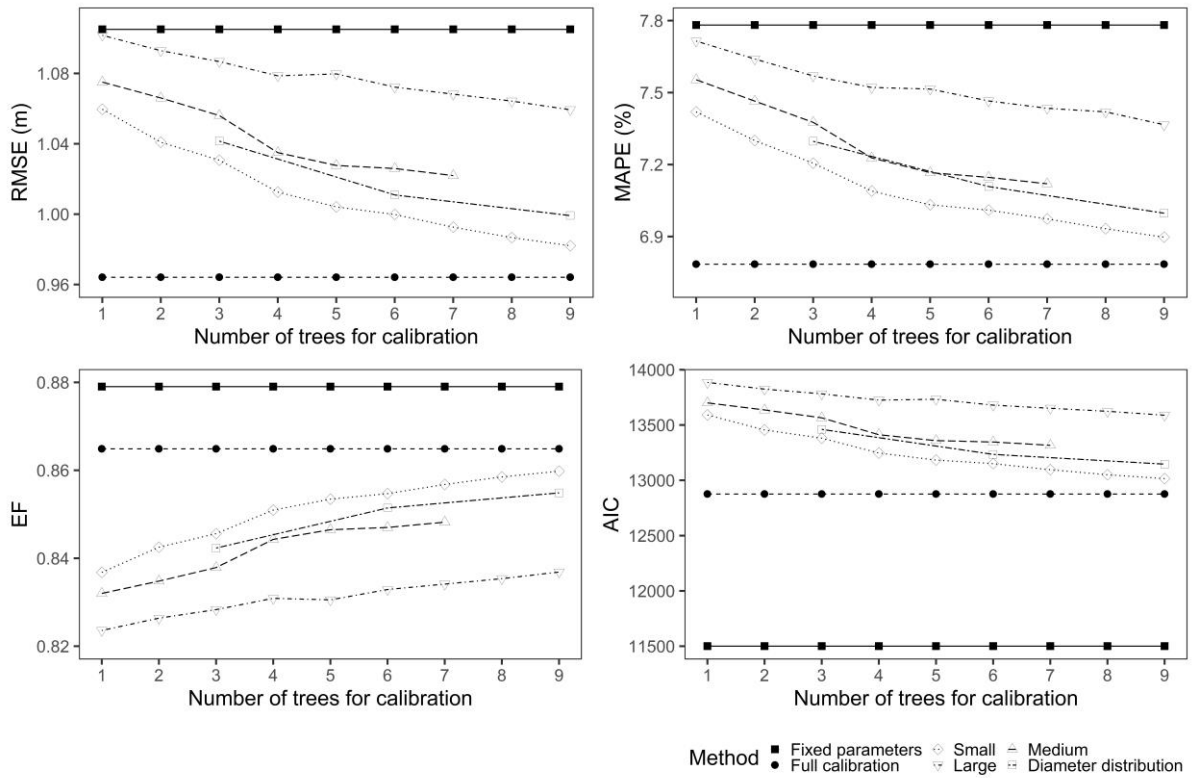 RMSE (m)
1.08
1.04
1.00
0.96
1 2 3 4 5 6 7 8 9
Number of trees for calibration
MAPE (%)
7.8
7.5
7.2
6.9
1 2 3 4 5 6 7 8 9
Number of trees for calibration
EF
0.88
0.86
0.84
0.82
1 2 3 4 5 6 7 8 9
Number of trees for calibration
AIC
14000
13500
13000
12500
12000
11500
1 2 3 4 5 6 7 8 9
Number of trees for calibration
Method
Fixed parameters Small Medium
Full calibration Large Diameter distribution